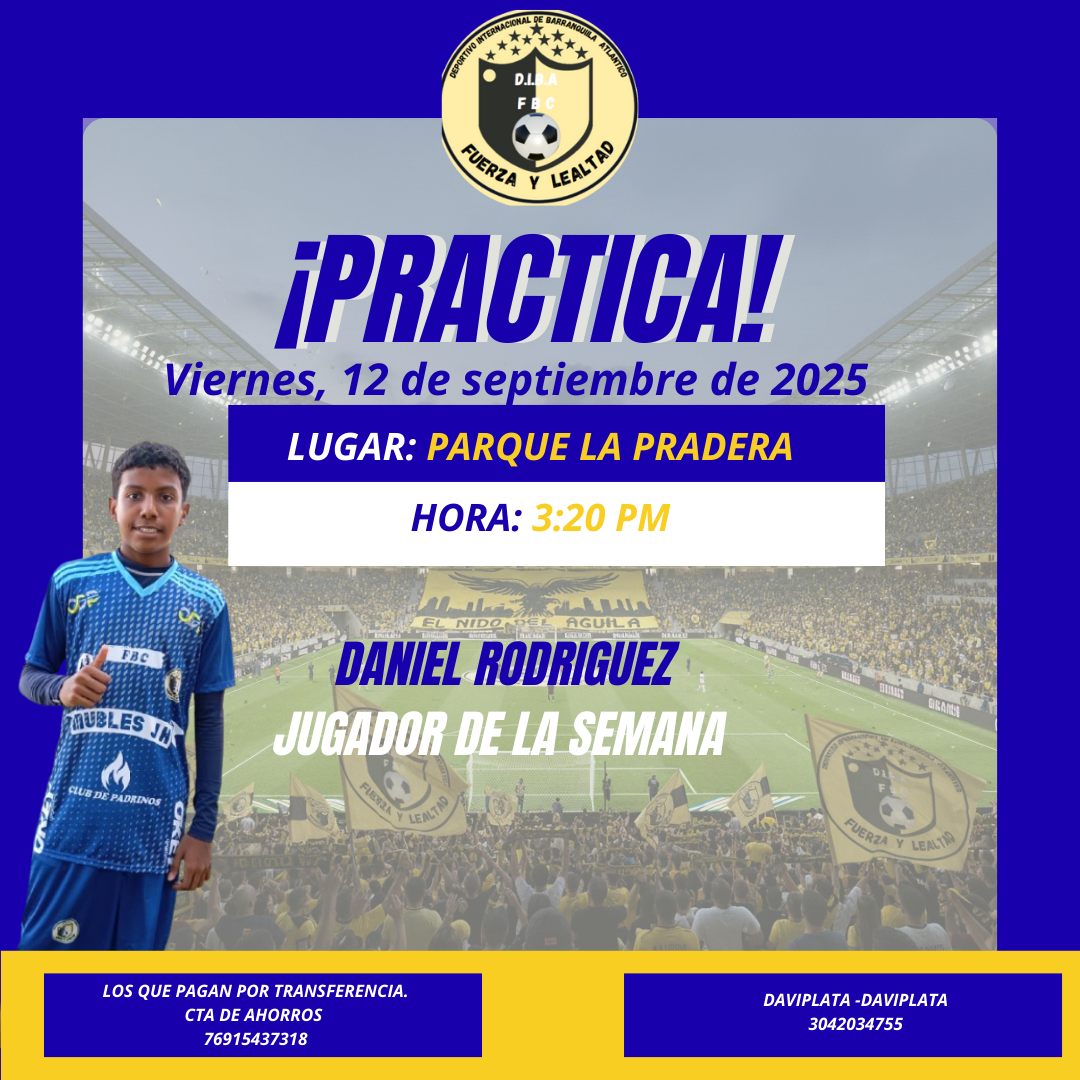 DEPORTIVO INTERNACIONAL DE BARRANQUILLA ATLANTICO
D.I.B.A
F B C
FUERZA Y LEALTAD
¡PRACTICA!
Viernes, 12 de septiembre de 2025
LUGAR: PARQUE LA PRADERA
HORA: 3:20 PM
EL NIDO DEL AGUILA
DANIEL RODRIGUEZ
JUGADOR DE LA SEMANA
FBC
MUBLES JM
CLUB DE PADRINOS
FUERZA Y LEALTAD
FUERZA Y LEALTAD
LOS QUE PAGAN POR TRANSFERENCIA.
CTA DE AHORROS
76915437318
DAVIPLATA -DAVIPLATA
3042034755